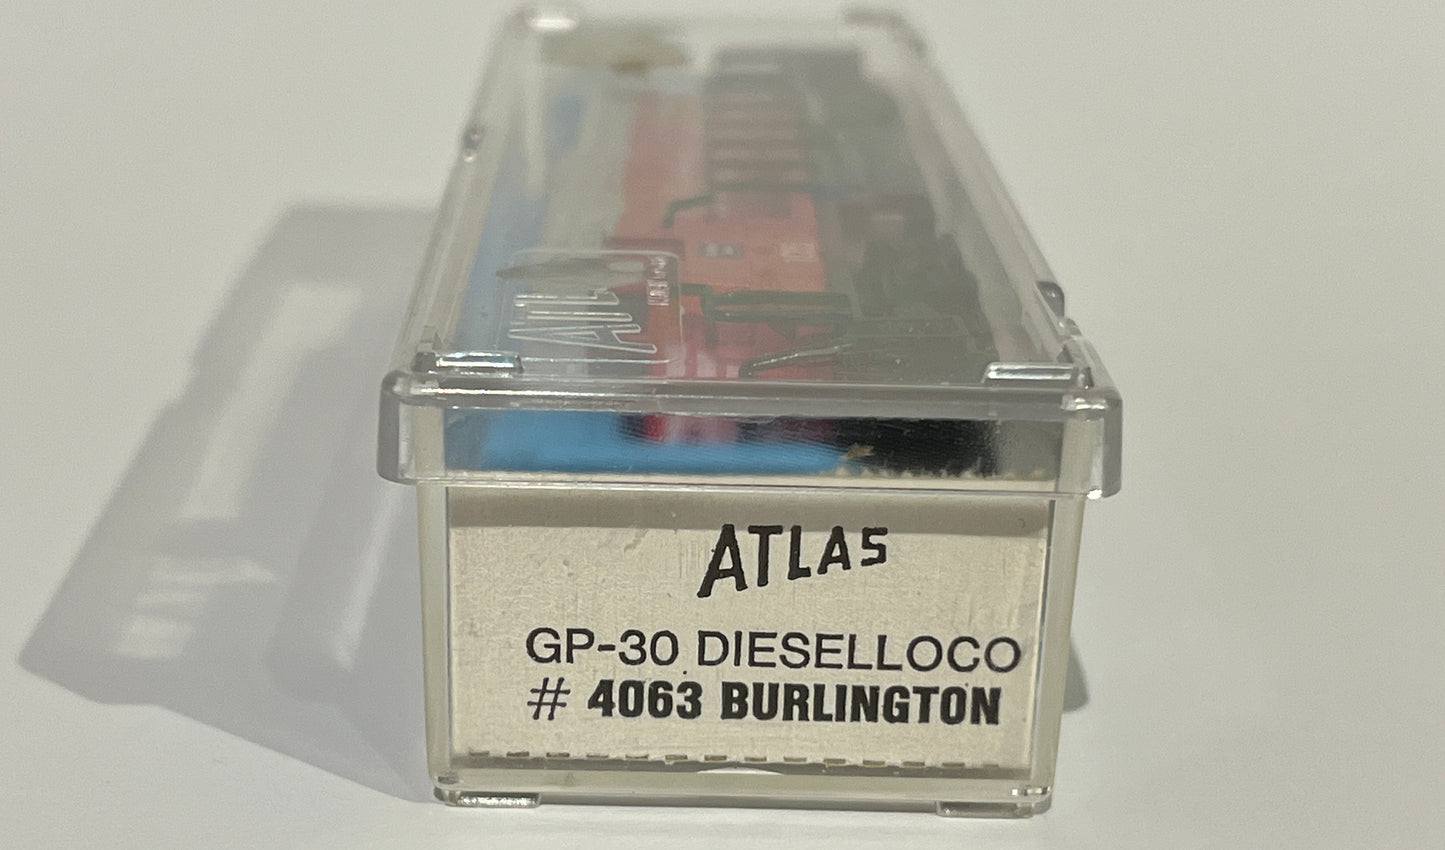 ATLAS
GP-30 DIESELLOCO
# 4063 BURLINGTON